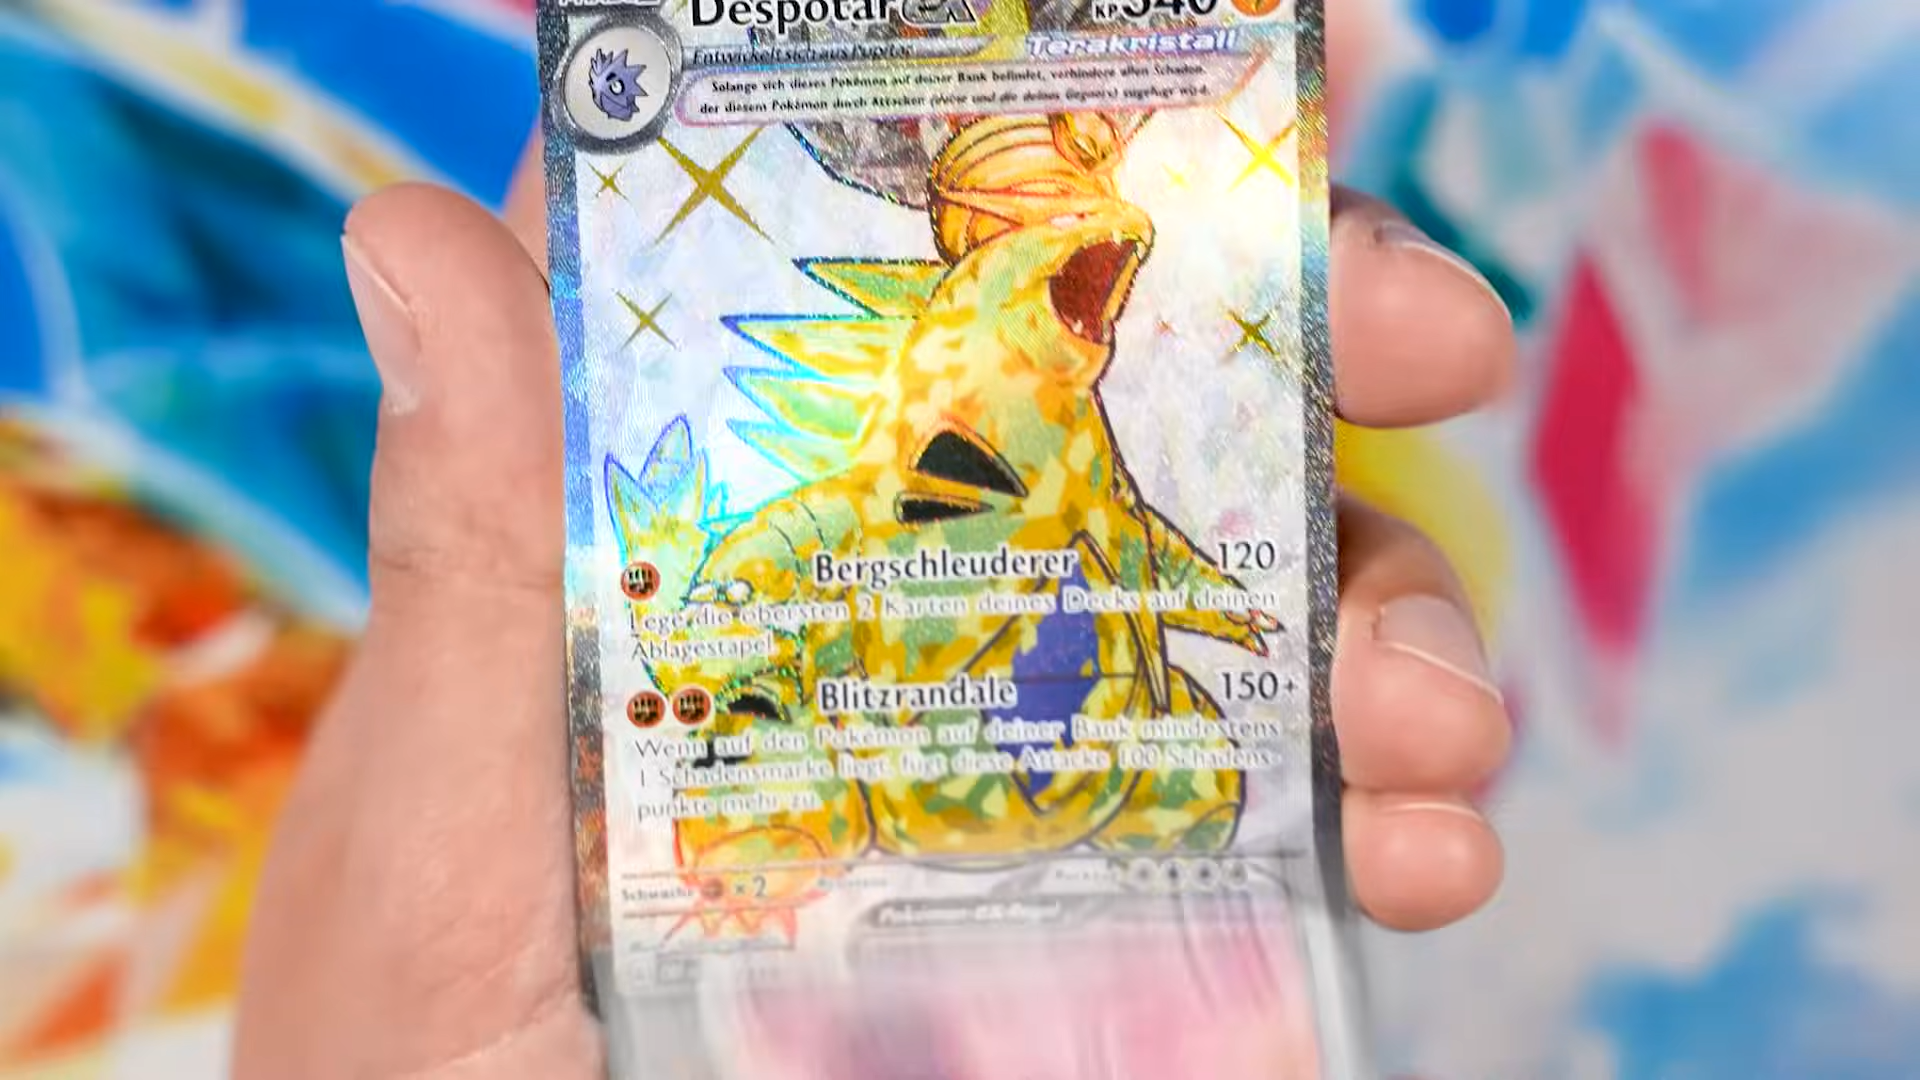 Despotar ex KP 340
Entwickelt sich aus Pupitar
Terakristall
Solange sich dieses Pokémon auf deiner Bank befindet, verhindere allen Schaden,
der diesem Pokémon durch Attacken (deine und die deines Gegners) zugefügt wird.
Bergschleuderer 120
Lege die obersten 2 Karten deines Decks auf deinen
Ablagestapel.
Blitzrandale 150+
Wenn auf den Pokémon auf deiner Bank mindestens
1 Schadensmarke liegt, fügt diese Attacke 100 Schadens-
punkte mehr zu.
Schwäche ×2
Pokémon-ex-Regel